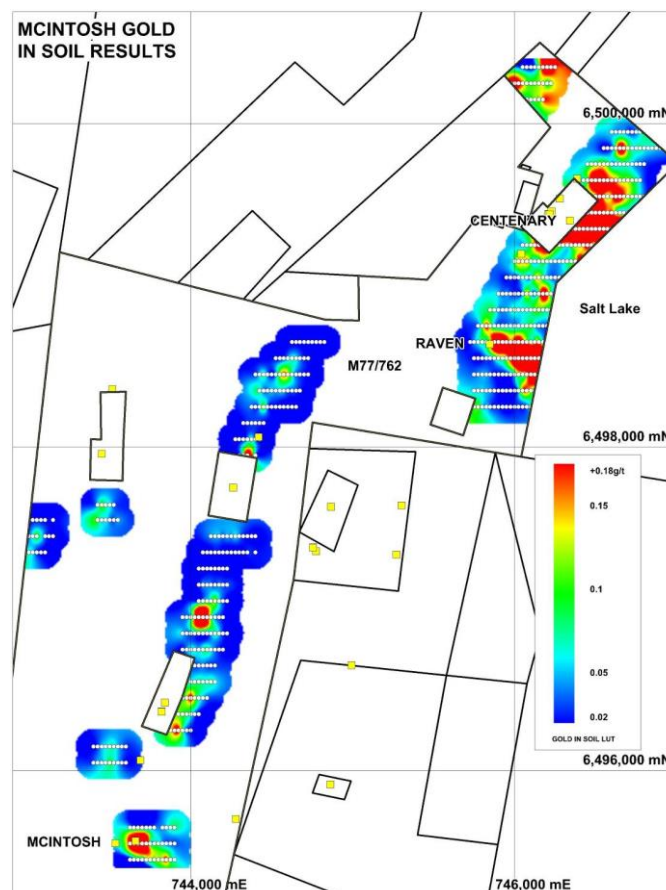 MCINTOSH GOLD
IN SOIL RESULTS
6,500,000 mN
CENTENARY
Salt Lake
RAVEN
M77/762
6,498,000 mN
+0.18g/t
0.15
0.1
0.05
0.02
GOLD IN SOIL LUT
6,496,000 mN
MCINTOSH
744,000 mE
746,000 mE